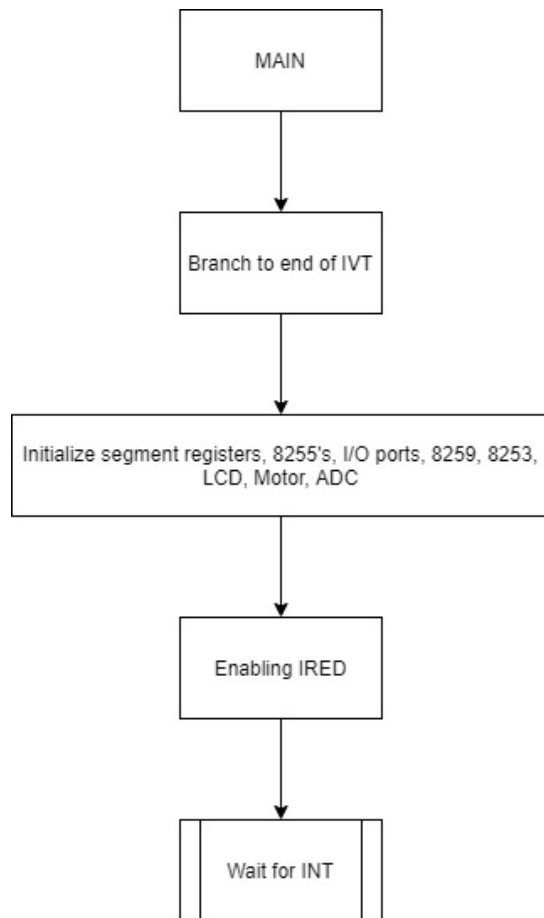 MAIN
Branch to end of IVT
Initialize segment registers, 8255's, I/O ports, 8259, 8253,
LCD, Motor, ADC
Enabling IRED
Wait for INT